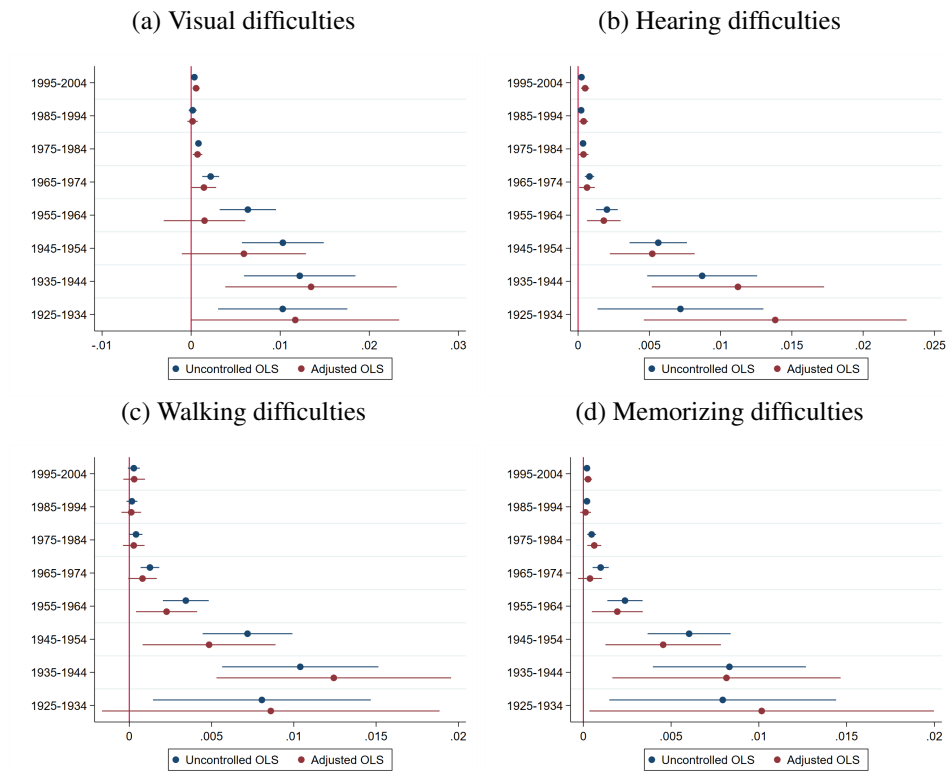 (a) Visual difficulties
1995-2004
1985-1994
1975-1984
1965-1974
1955-1964
1945-1954
1935-1944
1925-1934
-.01 0 .01 .02 .03
Uncontrolled OLS Adjusted OLS
(b) Hearing difficulties
1995-2004
1985-1994
1975-1984
1965-1974
1955-1964
1945-1954
1935-1944
1925-1934
0 .005 .01 .015 .02 .025
Uncontrolled OLS Adjusted OLS
(c) Walking difficulties
1995-2004
1985-1994
1975-1984
1965-1974
1955-1964
1945-1954
1935-1944
1925-1934
0 .005 .01 .015 .02
Uncontrolled OLS Adjusted OLS
(d) Memorizing difficulties
1995-2004
1985-1994
1975-1984
1965-1974
1955-1964
1945-1954
1935-1944
1925-1934
0 .005 .01 .015 .02
Uncontrolled OLS Adjusted OLS